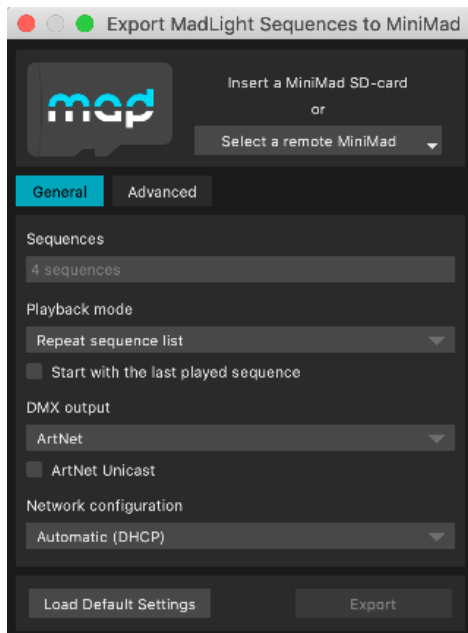 Export MadLight Sequences to MiniMad
mad
Insert a MiniMad SD-card
or
Select a remote MiniMad
General
Advanced
Sequences
4 sequences
Playback mode
Repeat sequence list
Start with the last played sequence
DMX output
ArtNet
ArtNet Unicast
Network configuration
Automatic (DHCP)
Load Default Settings
Export